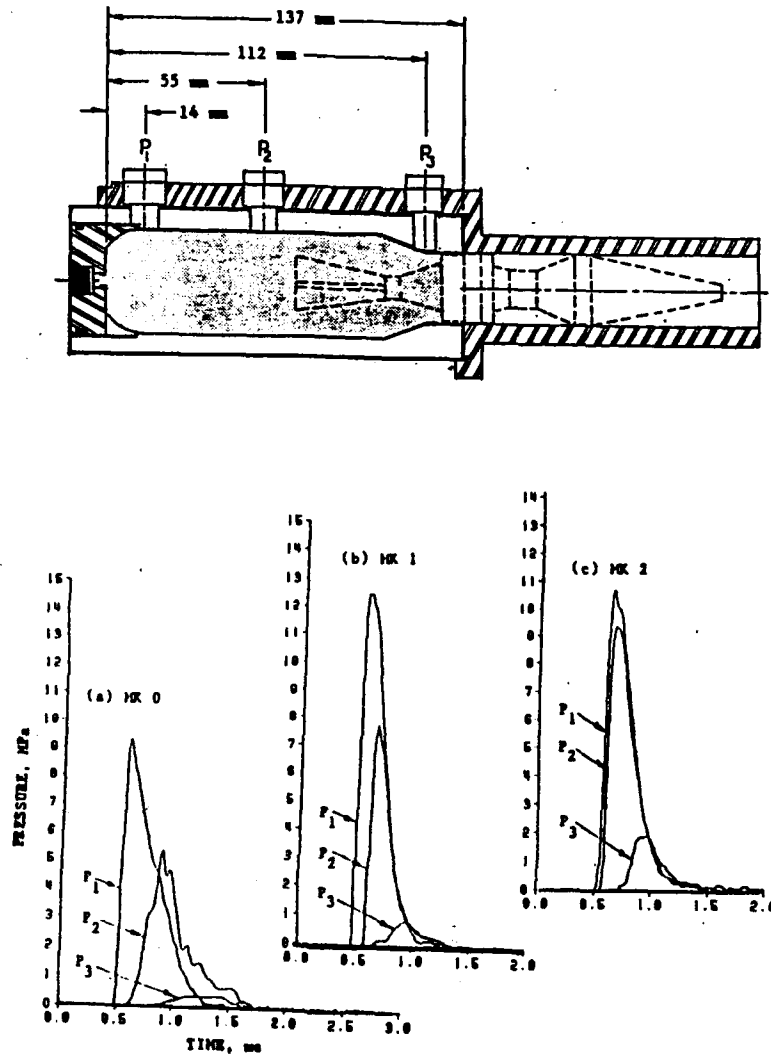 137 mm
112 mm
55 mm
14 mm
P1 P2 P3
(a) MK 0
PRESSURE, MPa
15
14
13
12
11
10
9
8
7
6
5
4
3
2
1
0
P1
P2
P3
0.0 0.5 1.0 1.5 2.0 3.0
TIME, ms
(b) MK 1
15
14
13
12
11
10
9
8
7
6
5
4
3
2
1
0
P1
P2
P3
0.0 0.5 1.0 1.5 2.0
(c) MK 2
14
13
12
11
10
9
8
7
6
5
4
3
2
1
0
P1
P2
P3
0.0 0.5 1.0 1.5 2.0